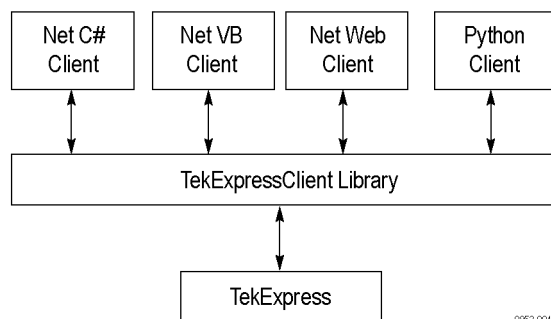 Net C#
Client
Net VB
Client
Net Web
Client
Python
Client
TekExpressClient Library
TekExpress